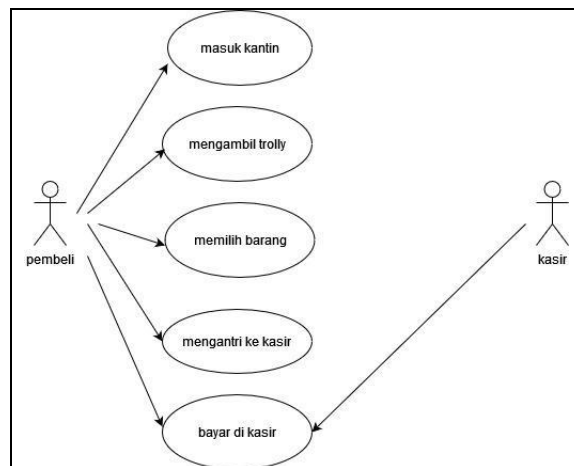 masuk kantin
mengambil trolly
memilih barang
pembeli
kasir
mengantri ke kasir
bayar di kasir